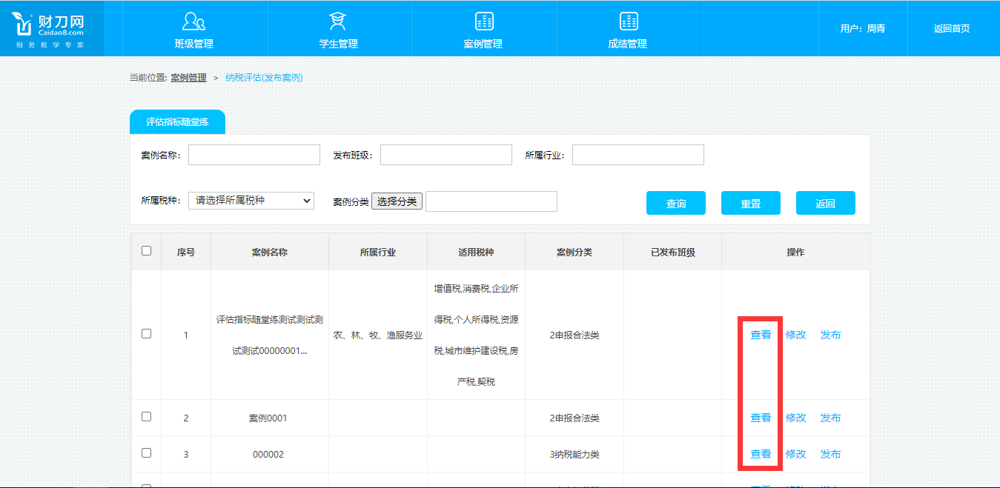 财刀网
Caidao8.com
税务教学专家
班级管理
学生管理
案例管理
成绩管理
用户：周青
返回首页
当前位置: 案例管理 > 纳税评估(发布案例)
评估指标随堂练
案例名称：
发布班级：
所属行业：
所属税种：
请选择所属税种
案例分类
选择分类
查询
重置
返回
序号 案例名称 所属行业 适用税种 案例分类 已发布班级 操作
1
评估指标随堂练测试测试测
试测试00000001...
农、林、牧、渔服务业
增值税,消费税,企业所
得税,个人所得税,资源
税,城市维护建设税,房
产税,契税
2申报合法类
查看 修改 发布
2 案例0001 2申报合法类 查看 修改 发布
3 000002 3纳税能力类 查看 修改 发布